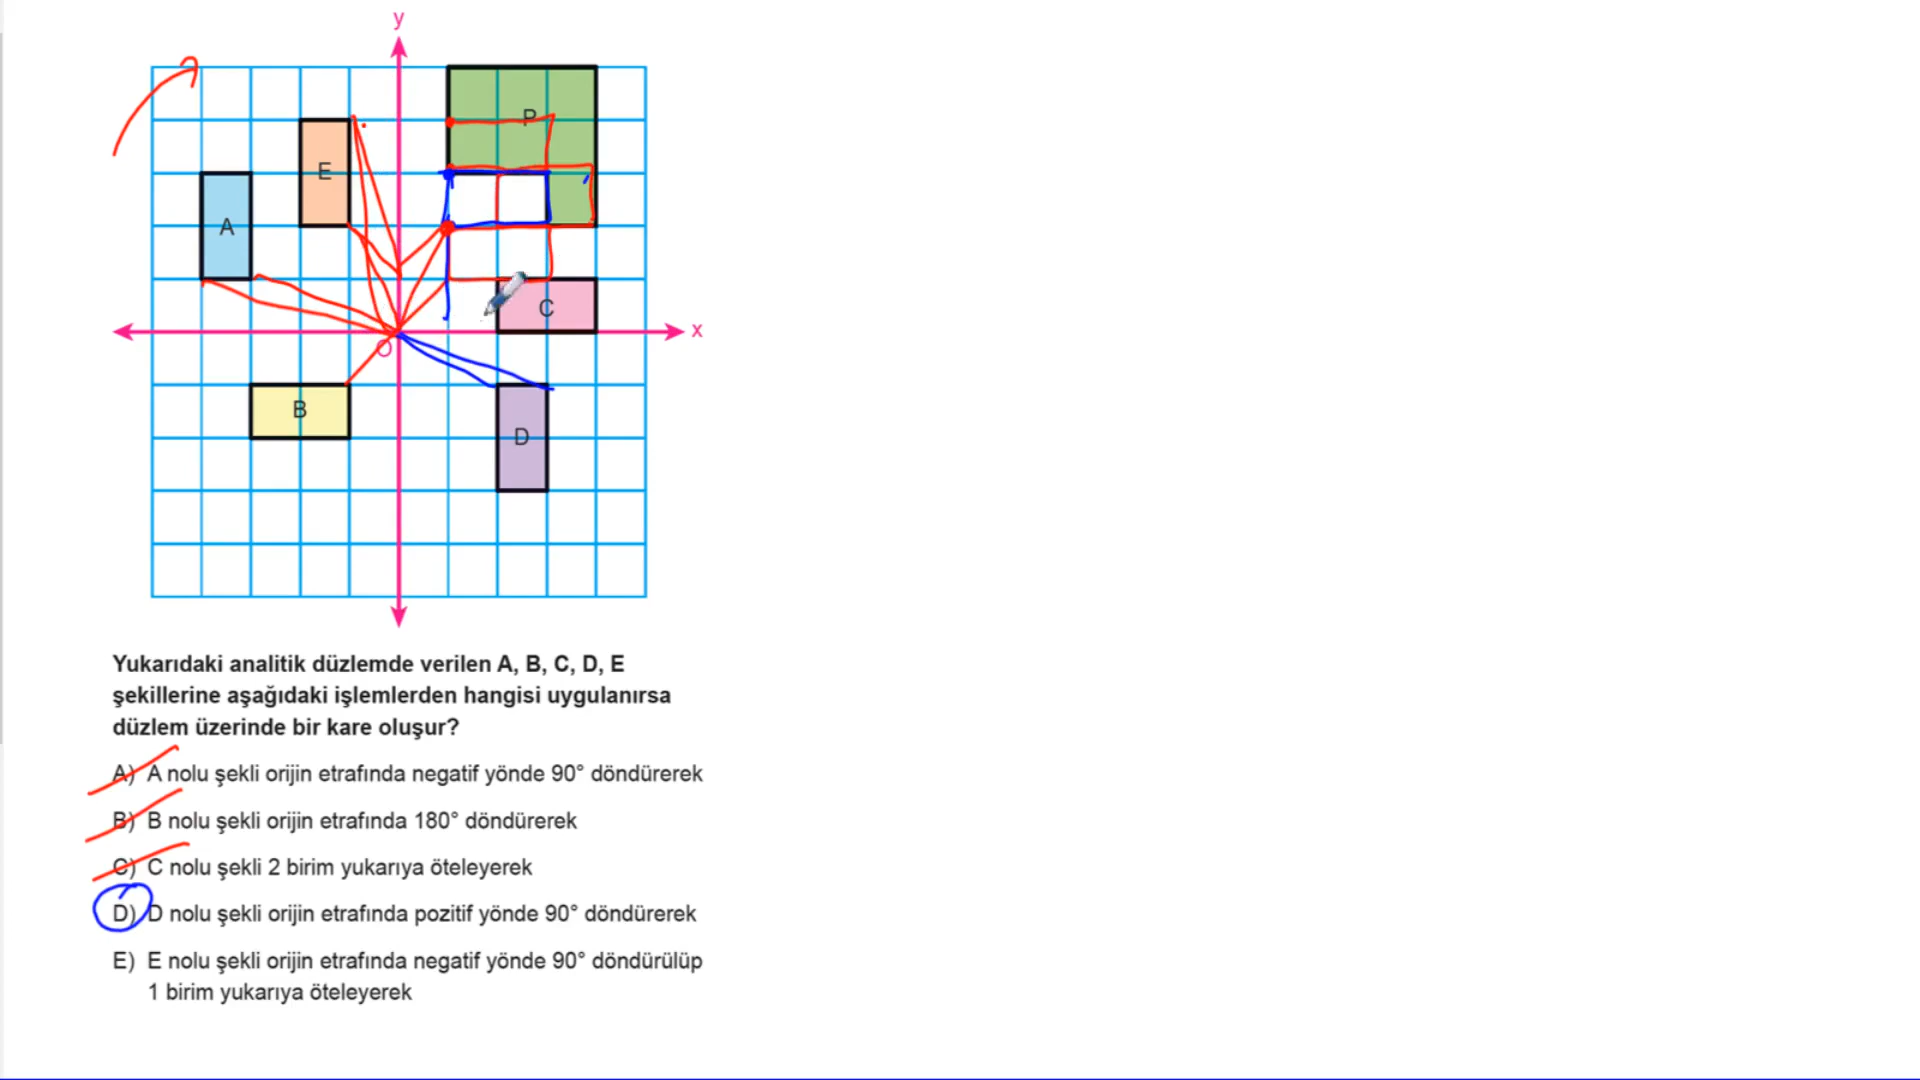 y
P
E
A
C
x
O
B
D
Yukarıdaki analitik düzlemde verilen A, B, C, D, E
şekillerine aşağıdaki işlemlerden hangisi uygulanırsa
düzlem üzerinde bir kare oluşur?
A) A nolu şekli orijin etrafında negatif yönde 90° döndürerek
B) B nolu şekli orijin etrafında 180° döndürerek
C) C nolu şekli 2 birim yukarıya öteleyerek
D) D nolu şekli orijin etrafında pozitif yönde 90° döndürerek
E) E nolu şekli orijin etrafında negatif yönde 90° döndürülüp
1 birim yukarıya öteleyerek